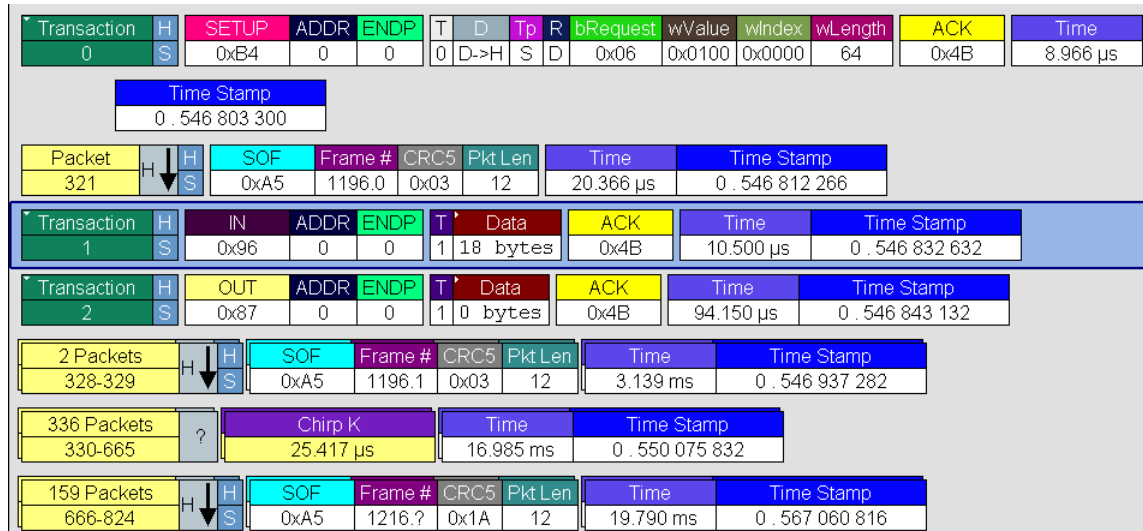 Transaction H SETUP ADDR ENDP T D Tp R bRequest wValue wIndex wLength ACK Time
0 S 0xB4 0 0 0 D->H S D 0x06 0x0100 0x0000 64 0x4B 8.966 µs
Time Stamp
0 . 546 803 300
Packet H H SOF Frame # CRC5 Pkt Len Time Time Stamp
321 S 0xA5 1196.0 0x03 12 20.366 µs 0 . 546 812 266
Transaction H IN ADDR ENDP T Data ACK Time Time Stamp
1 S 0x96 0 0 1 18 bytes 0x4B 10.500 µs 0 . 546 832 632
Transaction H OUT ADDR ENDP T Data ACK Time Time Stamp
2 S 0x87 0 0 1 0 bytes 0x4B 94.150 µs 0 . 546 843 132
2 Packets H H SOF Frame # CRC5 Pkt Len Time Time Stamp
328-329 S 0xA5 1196.1 0x03 12 3.139 ms 0 . 546 937 282
336 Packets ? Chirp K Time Time Stamp
330-665 25.417 µs 16.985 ms 0 . 550 075 832
159 Packets H H SOF Frame # CRC5 Pkt Len Time Time Stamp
666-824 S 0xA5 1216.? 0x1A 12 19.790 ms 0 . 567 060 816